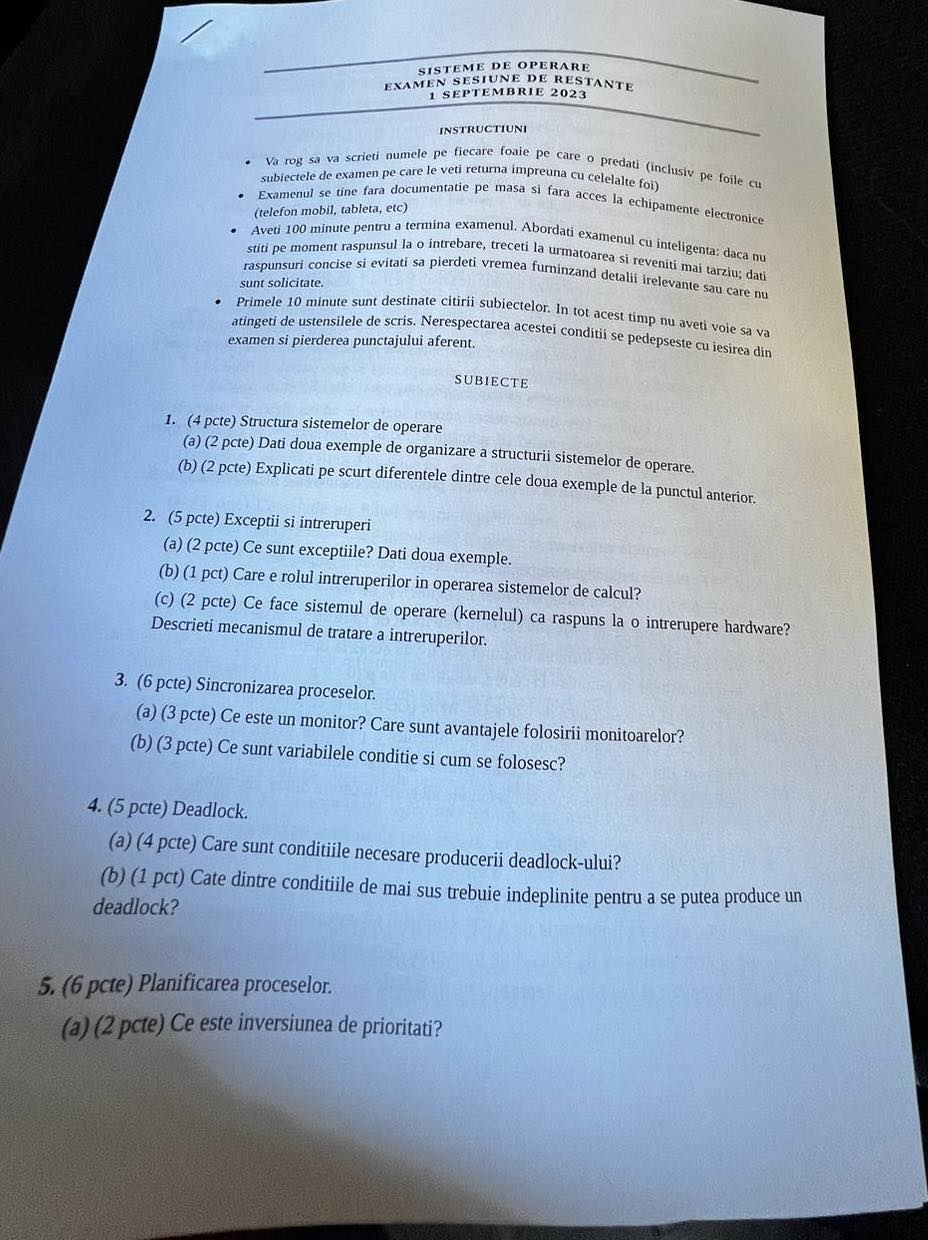 SISTEME DE OPERARE
EXAMEN SESIUNE DE RESTANTE
1 SEPTEMBRIE 2023
INSTRUCTIUNI
• Va rog sa va scrieti numele pe fiecare foaie pe care o predati (inclusiv pe foile cu
subiectele de examen pe care le veti returna impreuna cu celelalte foi)
• Examenul se tine fara documentatie pe masa si fara acces la echipamente electronice
(telefon mobil, tableta, etc)
• Aveti 100 minute pentru a termina examenul. Abordati examenul cu inteligenta: daca nu
stiti pe moment raspunsul la o intrebare, treceti la urmatoarea si reveniti mai tarziu; dati
raspunsuri concise si evitati sa pierdeti vremea furninzand detalii irelevante sau care nu
sunt solicitate.
• Primele 10 minute sunt destinate citirii subiectelor. In tot acest timp nu aveti voie sa va
atingeti de ustensilele de scris. Nerespectarea acestei conditii se pedepseste cu iesirea din
examen si pierderea punctajului aferent.
SUBIECTE
1. (4 pcte) Structura sistemelor de operare
(a) (2 pcte) Dati doua exemple de organizare a structurii sistemelor de operare.
(b) (2 pcte) Explicati pe scurt diferentele dintre cele doua exemple de la punctul anterior.
2. (5 pcte) Exceptii si intreruperi
(a) (2 pcte) Ce sunt exceptiile? Dati doua exemple.
(b) (1 pct) Care e rolul intreruperilor in operarea sistemelor de calcul?
(c) (2 pcte) Ce face sistemul de operare (kernelul) ca raspuns la o intrerupere hardware?
Descrieti mecanismul de tratare a intreruperilor.
3. (6 pcte) Sincronizarea proceselor.
(a) (3 pcte) Ce este un monitor? Care sunt avantajele folosirii monitoarelor?
(b) (3 pcte) Ce sunt variabilele conditie si cum se folosesc?
4. (5 pcte) Deadlock.
(a) (4 pcte) Care sunt conditiile necesare producerii deadlock-ului?
(b) (1 pct) Cate dintre conditiile de mai sus trebuie indeplinite pentru a se putea produce un
deadlock?
5. (6 pcte) Planificarea proceselor.
(a) (2 pcte) Ce este inversiunea de prioritati?